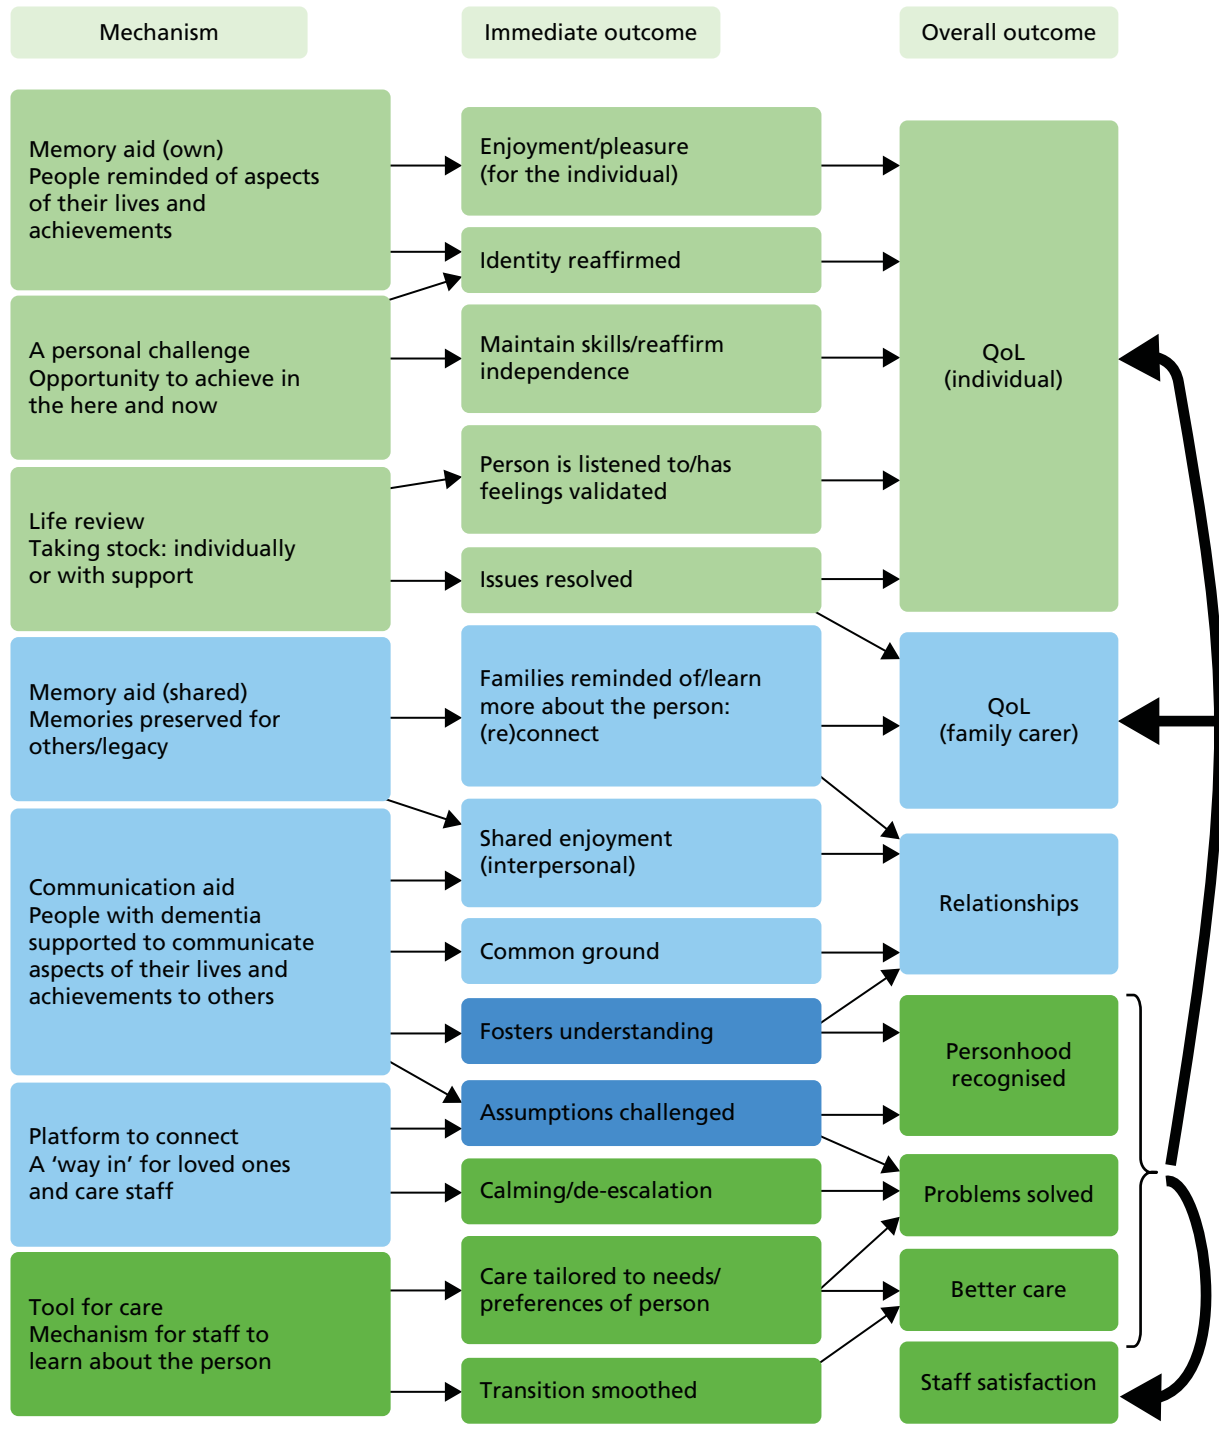 Mechanism
Immediate outcome
Overall outcome
Memory aid (own)
People reminded of aspects
of their lives and
achievements
A personal challenge
Opportunity to achieve in
the here and now
Life review
Taking stock: individually
or with support
Memory aid (shared)
Memories preserved for
others/legacy
Communication aid
People with dementia
supported to communicate
aspects of their lives and
achievements to others
Platform to connect
A ‘way in’ for loved ones
and care staff
Tool for care
Mechanism for staff to
learn about the person
Enjoyment/pleasure
(for the individual)
Identity reaffirmed
Maintain skills/reaffirm
independence
Person is listened to/has
feelings validated
Issues resolved
Families reminded of/learn
more about the person:
(re)connect
Shared enjoyment
(interpersonal)
Common ground
Fosters understanding
Assumptions challenged
Calming/de-escalation
Care tailored to needs/
preferences of person
Transition smoothed
QoL
(individual)
QoL
(family carer)
Relationships
Personhood
recognised
Problems solved
Better care
Staff satisfaction